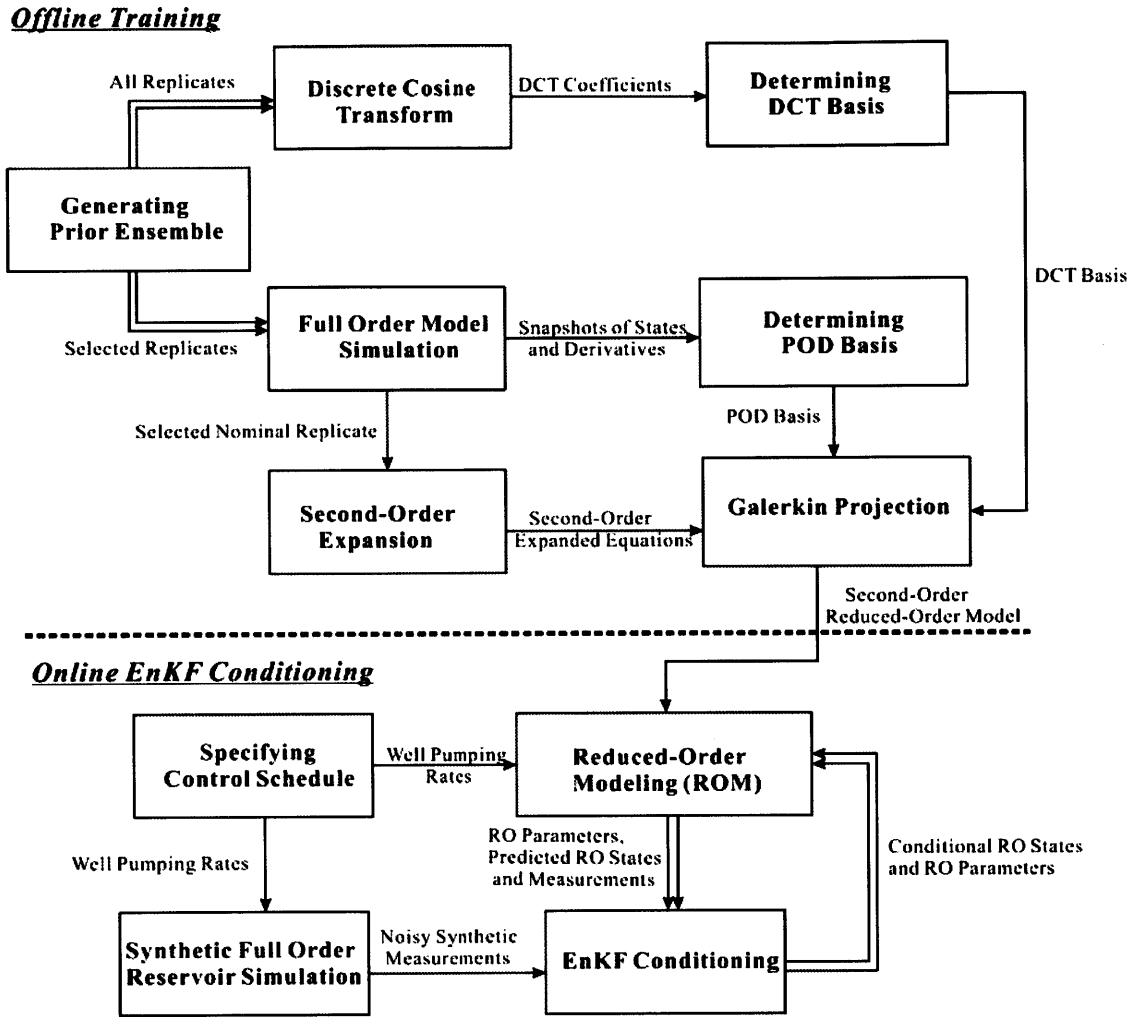 Offline Training
All Replicates
Discrete Cosine
Transform
DCT Coefficients
Determining
DCT Basis
Generating
Prior Ensemble
DCT Basis
Selected Replicates
Full Order Model
Simulation
Snapshots of States
and Derivatives
Determining
POD Basis
Selected Nominal Replicate
POD Basis
Second-Order
Expansion
Second-Order
Expanded Equations
Galerkin Projection
Second-Order
Reduced-Order Model
Online EnKF Conditioning
Specifying
Control Schedule
Well Pumping
Rates
Reduced-Order
Modeling (ROM)
Well Pumping Rates
RO Parameters,
Predicted RO States
and Measurements
Conditional RO States
and RO Parameters
Synthetic Full Order
Reservoir Simulation
Noisy Synthetic
Measurements
EnKF Conditioning